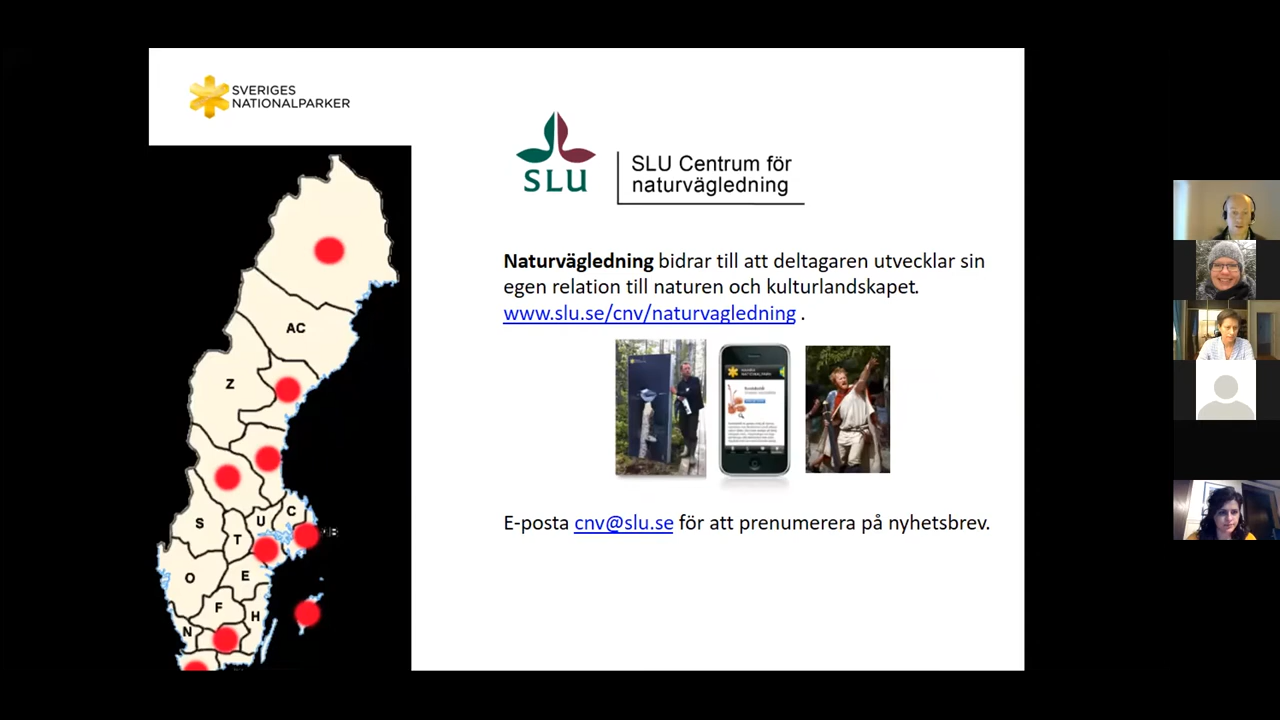 SVERIGES
NATIONALPARKER
SLU
SLU Centrum för
naturvägledning
Naturvägledning bidrar till att deltagaren utvecklar sin
egen relation till naturen och kulturlandskapet.
www.slu.se/cnv/naturvagledning .
E-posta cnv@slu.se för att prenumerera på nyhetsbrev.
AC
Z
S
T
U
C
B
O
E
F
H
N